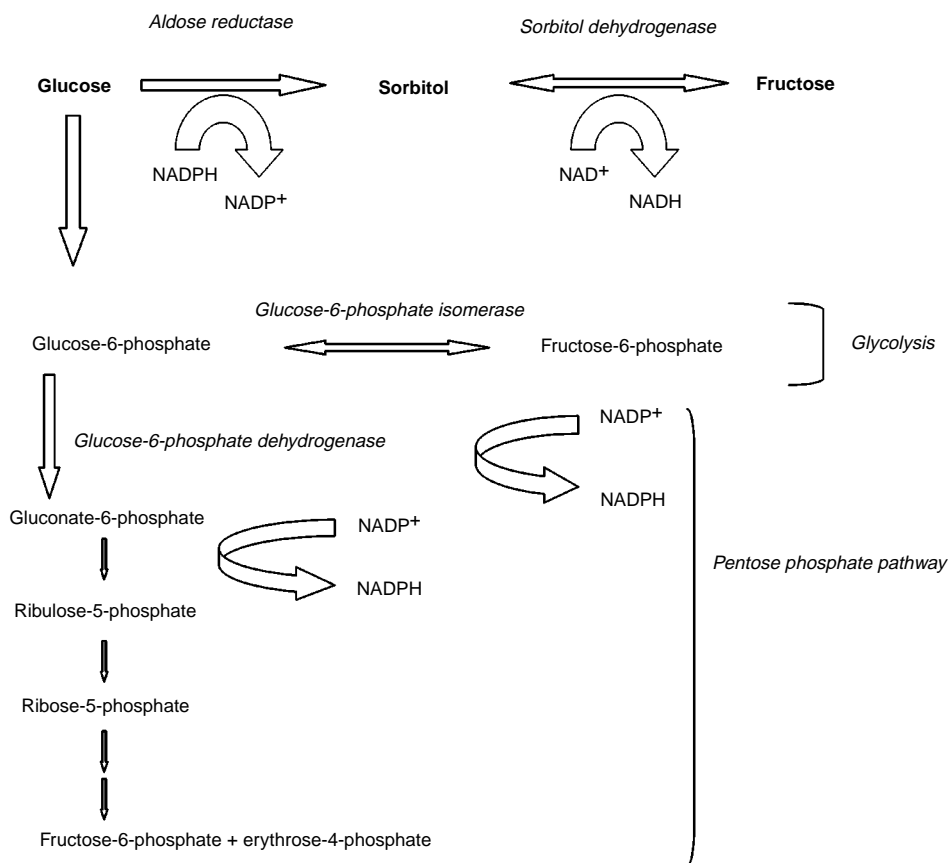 Aldose reductase
Sorbitol dehydrogenase
Glucose
Sorbitol
Fructose
NADPH
NADP+
NAD+
NADH
Glucose-6-phosphate isomerase
Glucose-6-phosphate
Fructose-6-phosphate
Glycolysis
Glucose-6-phosphate dehydrogenase
NADP+
NADPH
Gluconate-6-phosphate
NADP+
NADPH
Pentose phosphate pathway
Ribulose-5-phosphate
Ribose-5-phosphate
Fructose-6-phosphate + erythrose-4-phosphate